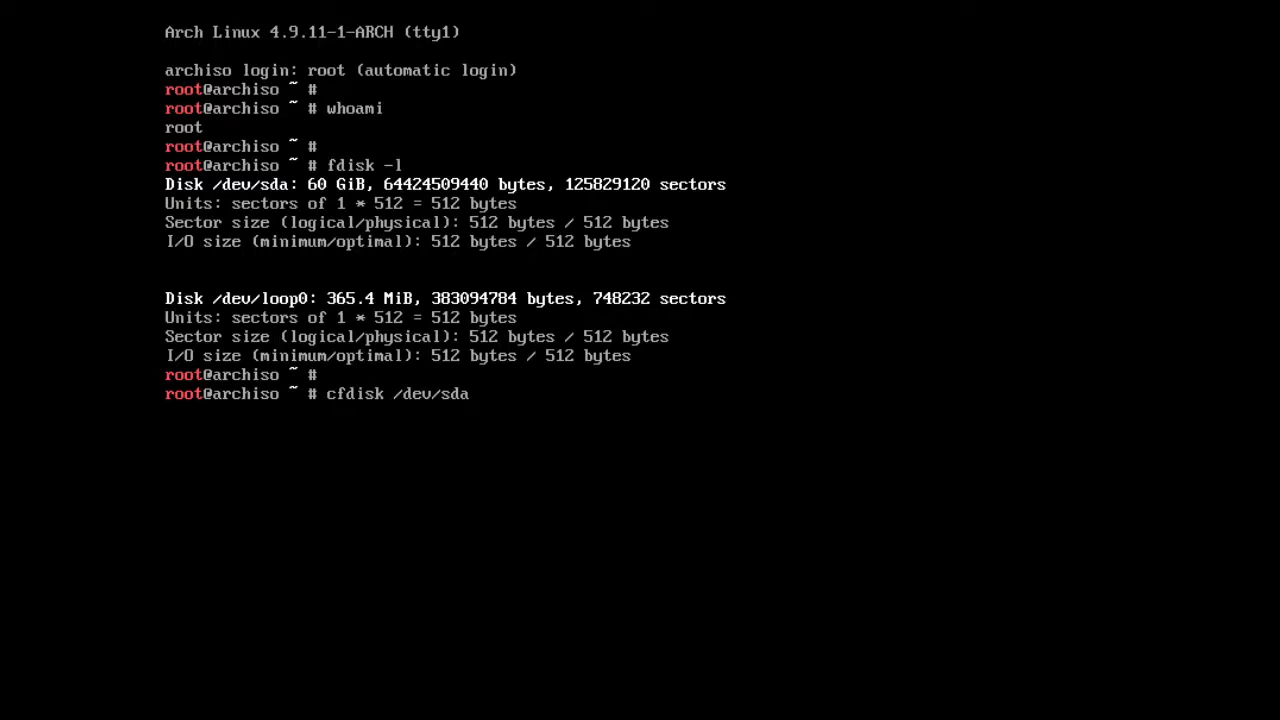 Arch Linux 4.9.11-1-ARCH (tty1)
archiso login: root (automatic login)
root@archiso ~ #
root@archiso ~ # whoami
root
root@archiso ~ #
root@archiso ~ # fdisk -l
Disk /dev/sda: 60 GiB, 64424509440 bytes, 125829120 sectors
Units: sectors of 1 * 512 = 512 bytes
Sector size (logical/physical): 512 bytes / 512 bytes
I/O size (minimum/optimal): 512 bytes / 512 bytes
Disk /dev/loop0: 365.4 MiB, 383094784 bytes, 748232 sectors
Units: sectors of 1 * 512 = 512 bytes
Sector size (logical/physical): 512 bytes / 512 bytes
I/O size (minimum/optimal): 512 bytes / 512 bytes
root@archiso ~ #
root@archiso ~ # cfdisk /dev/sda